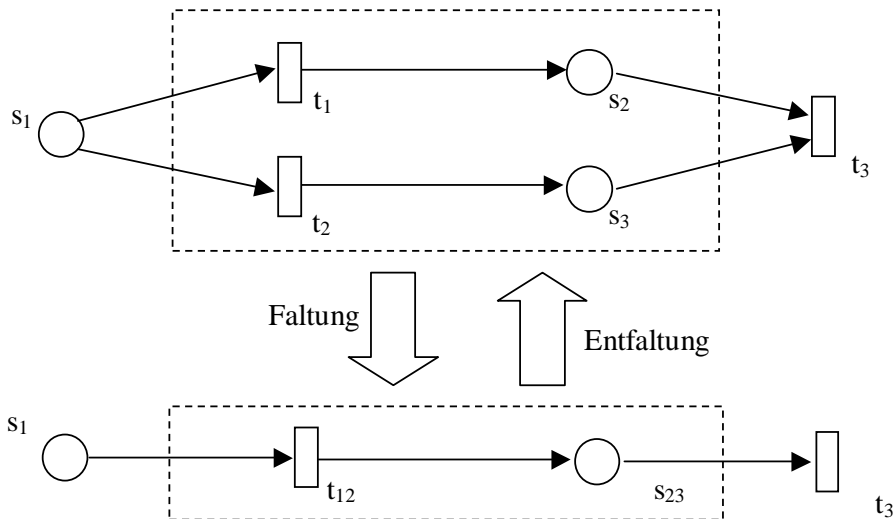 s₁
t₁
s₂
t₃
t₂
s₃
Faltung
Entfaltung
s₁
t₁₂
s₂₃
t₃